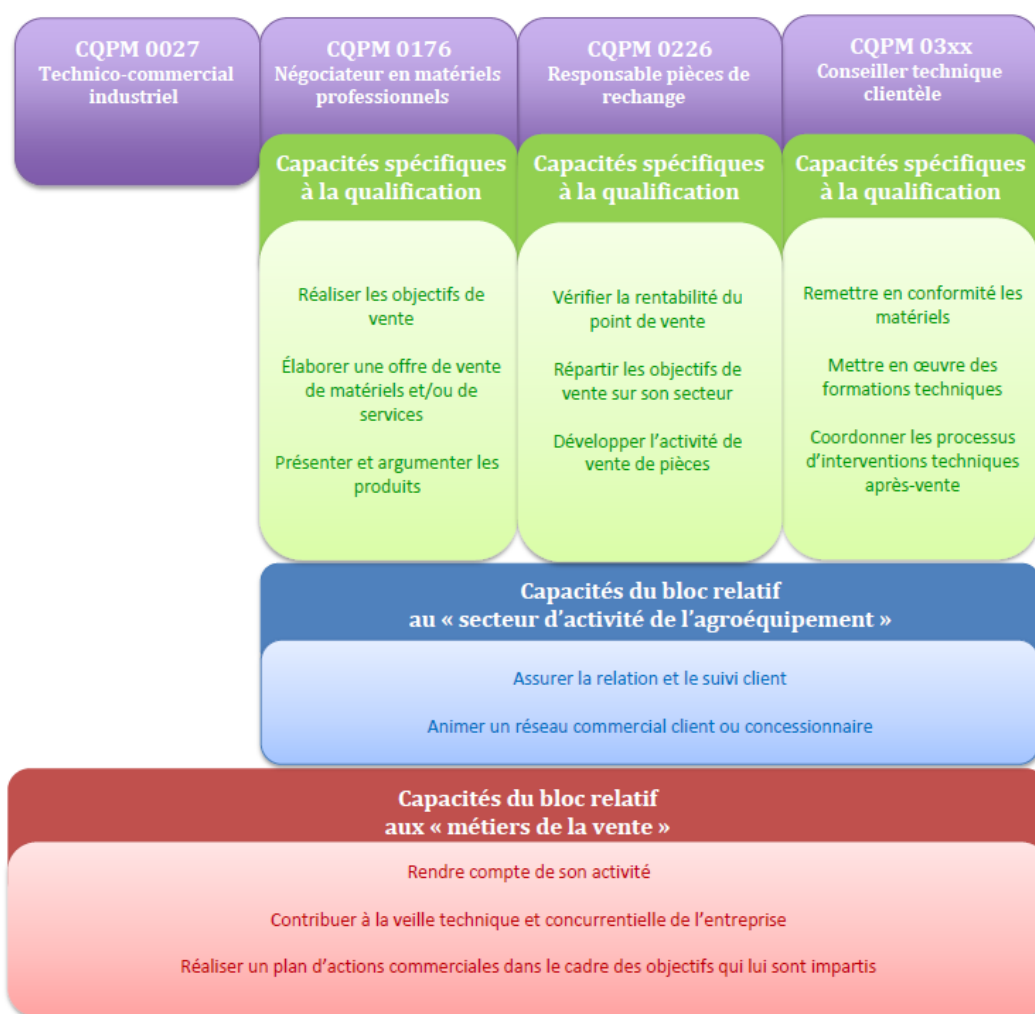 CQPM 0027
Technico-commercial
industriel
CQPM 0176
Négociateur en matériels
professionnels
CQPM 0226
Responsable pièces de
rechange
CQPM 03xx
Conseiller technique
clientèle
Capacités spécifiques
à la qualification
Réaliser les objectifs de
vente
Élaborer une offre de vente
de matériels et/ou de
services
Présenter et argumenter les
produits
Capacités spécifiques
à la qualification
Vérifier la rentabilité du
point de vente
Répartir les objectifs de
vente sur son secteur
Développer l’activité de
vente de pièces
Capacités spécifiques
à la qualification
Remettre en conformité les
matériels
Mettre en œuvre des
formations techniques
Coordonner les processus
d’interventions techniques
après-vente
Capacités du bloc relatif
au « secteur d’activité de l’agroéquipement »
Assurer la relation et le suivi client
Animer un réseau commercial client ou concessionnaire
Capacités du bloc relatif
aux « métiers de la vente »
Rendre compte de son activité
Contribuer à la veille technique et concurrentielle de l’entreprise
Réaliser un plan d’actions commerciales dans le cadre des objectifs qui lui sont impartis